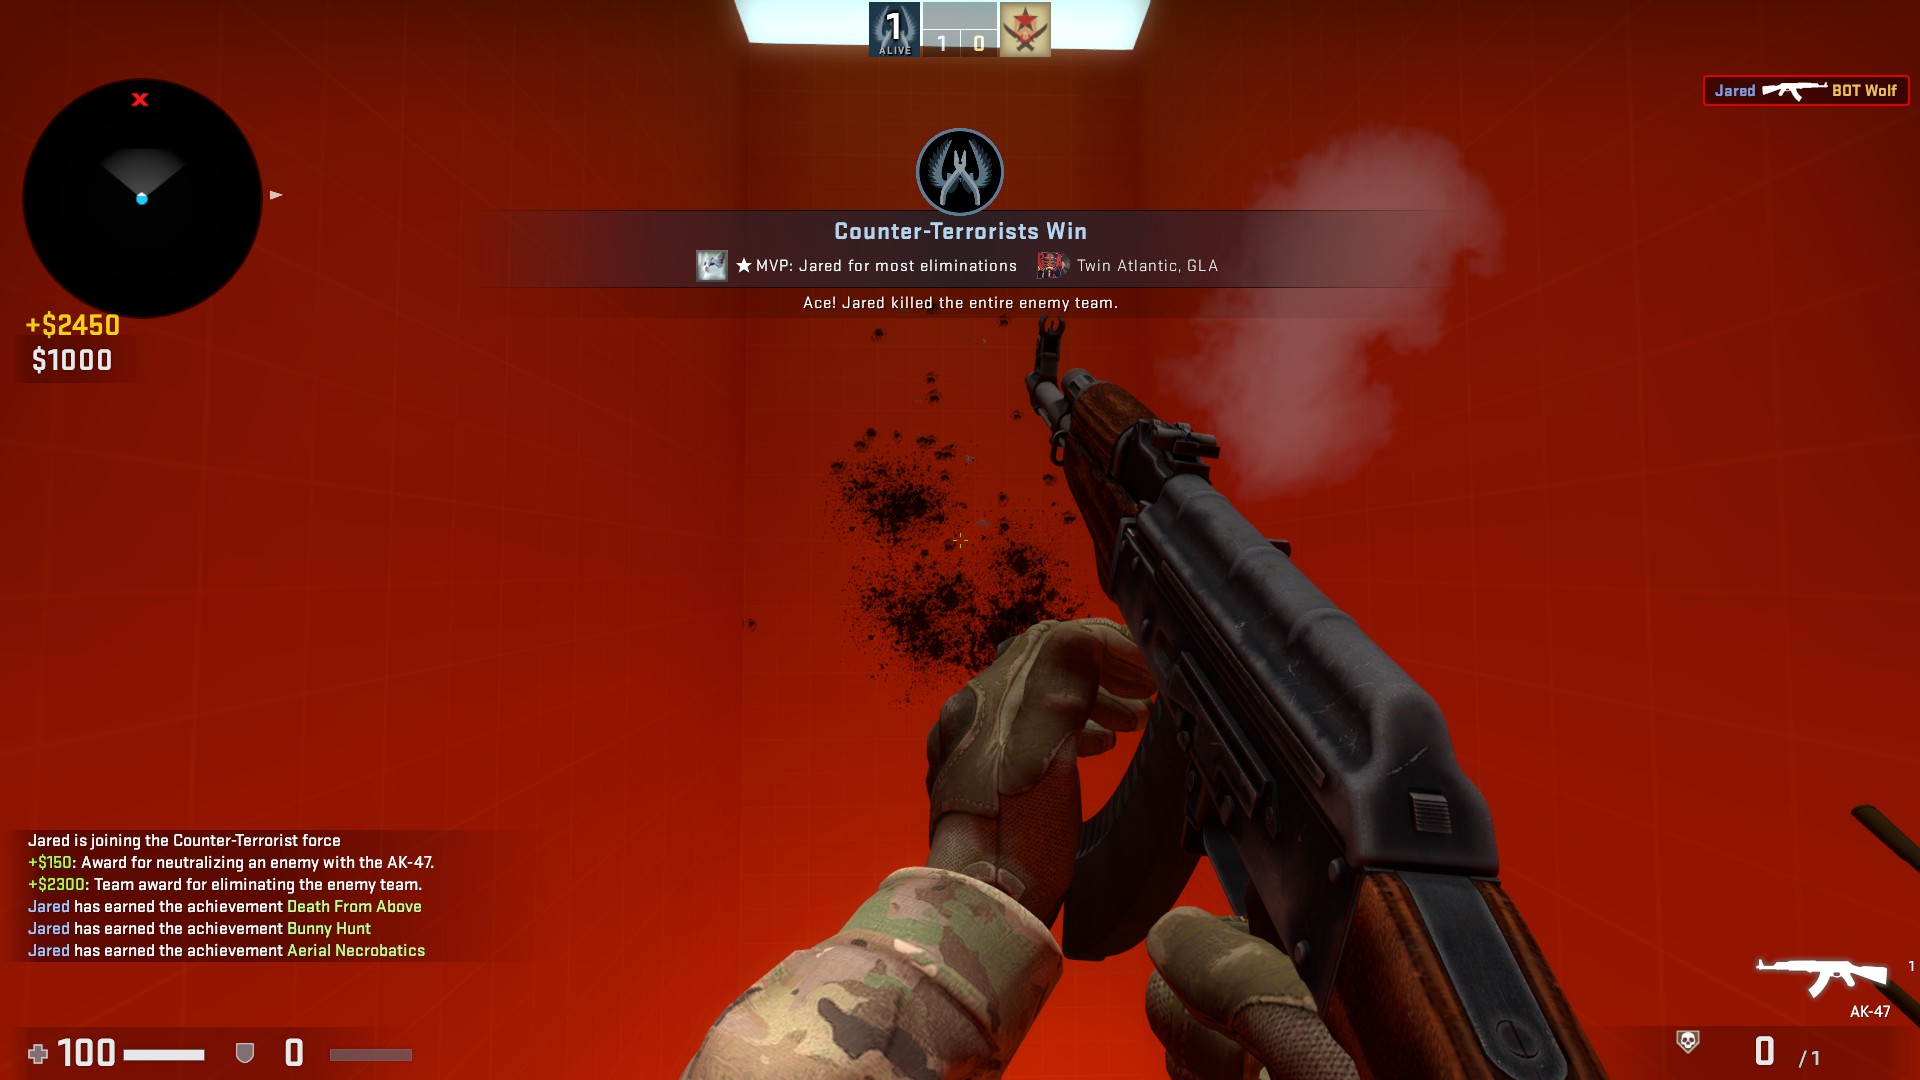 1
ALIVE
1 0
Jared BOT Wolf
Counter-Terrorists Win
MVP: Jared for most eliminations Twin Atlantic, GLA
Ace! Jared killed the entire enemy team.
+$2450
$1000
Jared is joining the Counter-Terrorist force
+$150: Award for neutralizing an enemy with the AK-47.
+$2300: Team award for eliminating the enemy team.
Jared has earned the achievement Death From Above
Jared has earned the achievement Bunny Hunt
Jared has earned the achievement Aerial Necrobatics
1
AK-47
100 0
0 / 1